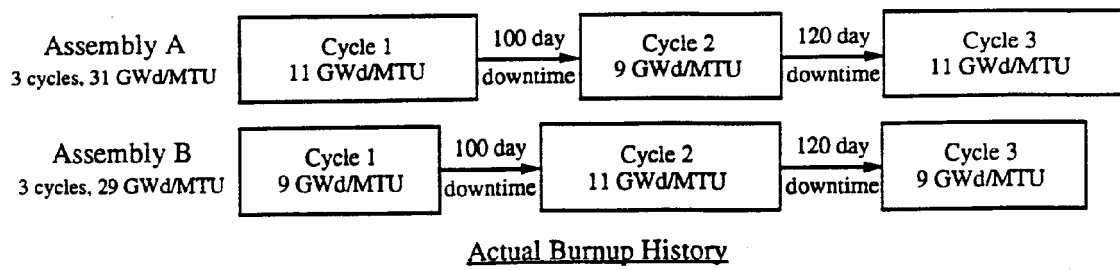 Assembly A
3 cycles, 31 GWd/MTU
Cycle 1
11 GWd/MTU
100 day
downtime
Cycle 2
9 GWd/MTU
120 day
downtime
Cycle 3
11 GWd/MTU
Assembly B
3 cycles, 29 GWd/MTU
Cycle 1
9 GWd/MTU
100 day
downtime
Cycle 2
11 GWd/MTU
120 day
downtime
Cycle 3
9 GWd/MTU
Actual Burnup History